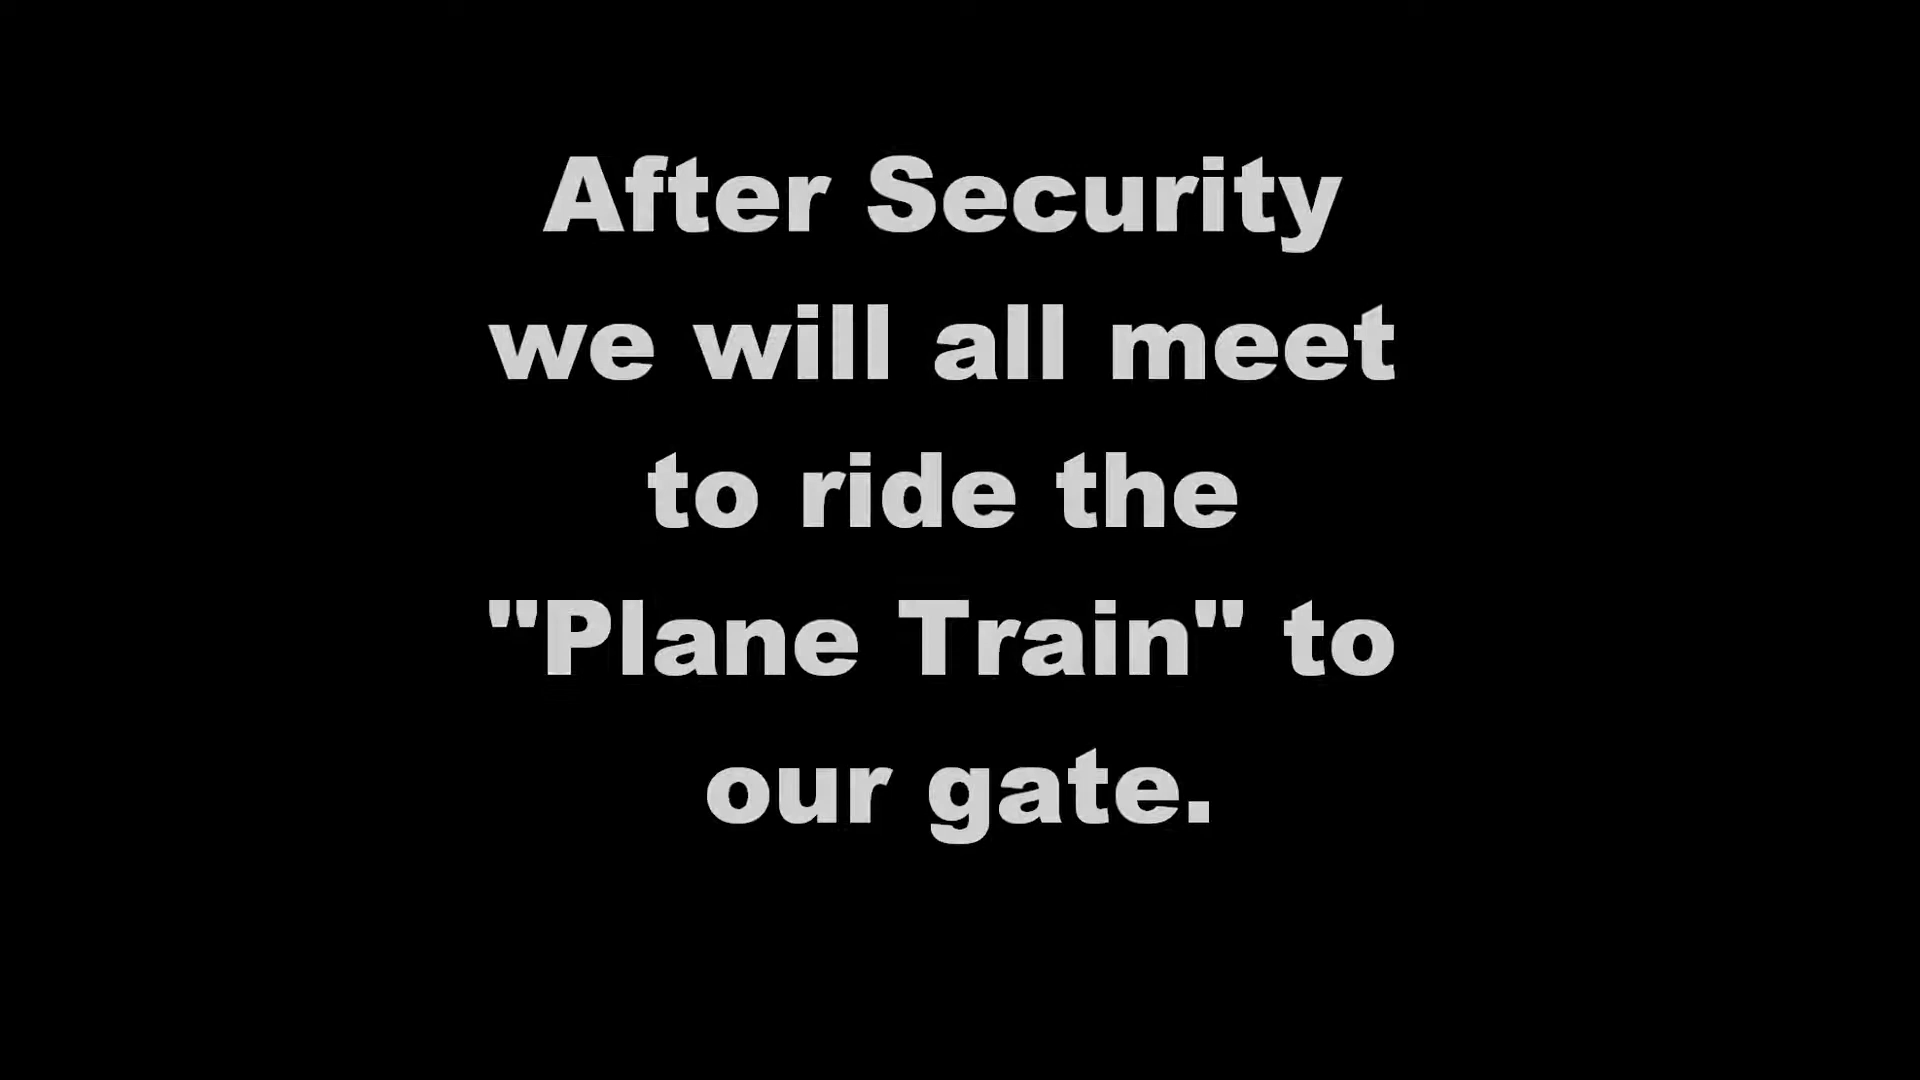 After Security
we will all meet
to ride the
"Plane Train" to
our gate.